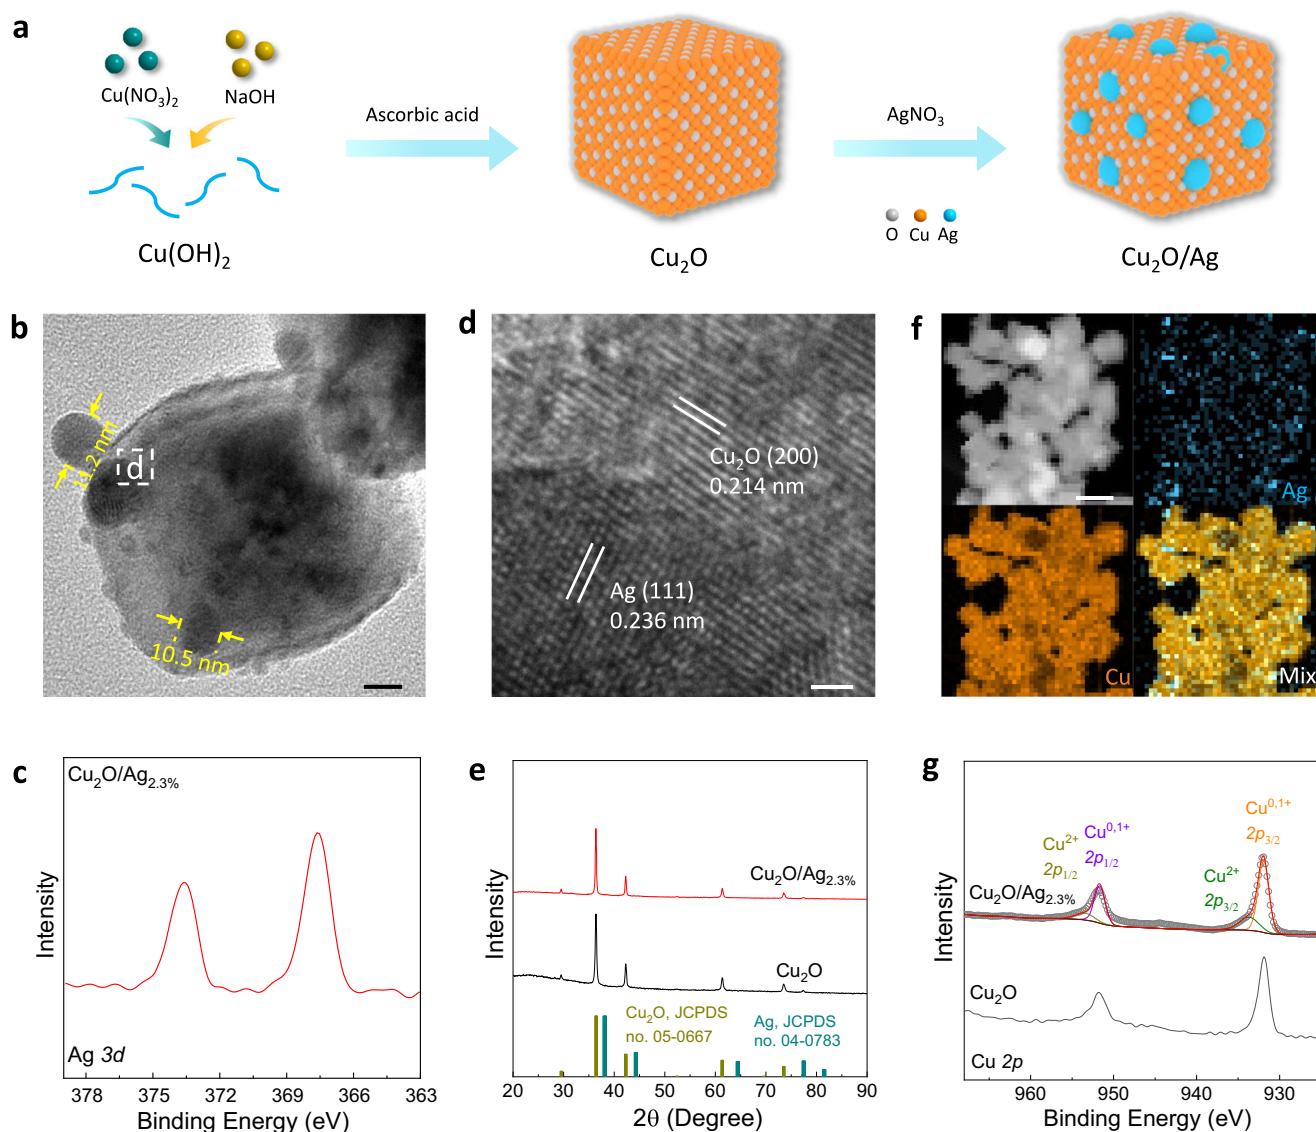 a
Cu(NO₃)₂
NaOH
Cu(OH)₂
Ascorbic acid
Cu₂O
AgNO₃
O Cu Ag
Cu₂O/Ag
b
11.2 nm
d
10.5 nm
d
Cu₂O (200)
0.214 nm
Ag (111)
0.236 nm
f
Ag
Cu
Mix
c
Cu₂O/Ag₂.₃%
Intensity
Ag 3d
378 375 372 369 366 363
Binding Energy (eV)
e
Cu₂O/Ag₂.₃%
Cu₂O
Intensity
Cu₂O, JCPDS
no. 05-0667
Ag, JCPDS
no. 04-0783
20 30 40 50 60 70 80 90
2θ (Degree)
g
Cu⁰,¹⁺
2p₃/₂
Cu⁰,¹⁺
2p₁/₂
Cu²⁺
2p₁/₂
Cu²⁺
2p₃/₂
Cu₂O/Ag₂.₃%
Cu₂O
Intensity
Cu 2p
960 950 940 930
Binding Energy (eV)